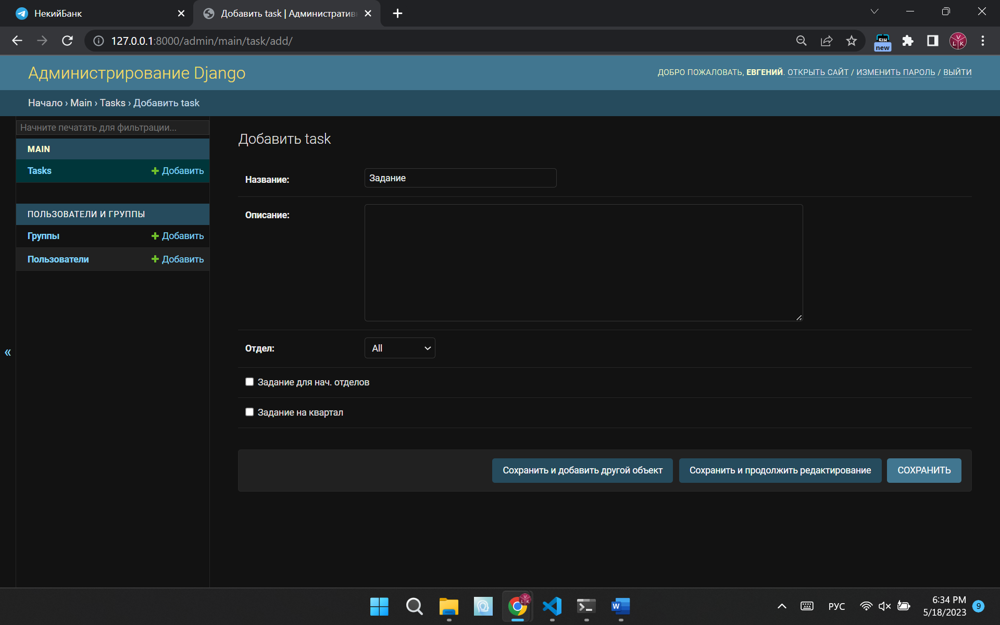 НекийБанк
Добавить task | Административ
127.0.0.1:8000/admin/main/task/add/
new
Администрирование Django
ДОБРО ПОЖАЛОВАТЬ, ЕВГЕНИЙ. ОТКРЫТЬ САЙТ / ИЗМЕНИТЬ ПАРОЛЬ / ВЫЙТИ
Начало › Main › Tasks › Добавить task
Начните печатать для фильтрации...
MAIN
Tasks
Добавить
ПОЛЬЗОВАТЕЛИ И ГРУППЫ
Группы
Добавить
Пользователи
Добавить
«
Добавить task
Название:
Задание
Описание:
Отдел:
All
Задание для нач. отделов
Задание на квартал
Сохранить и добавить другой объект
Сохранить и продолжить редактирование
СОХРАНИТЬ
РУС
6:34 PM
5/18/2023
9